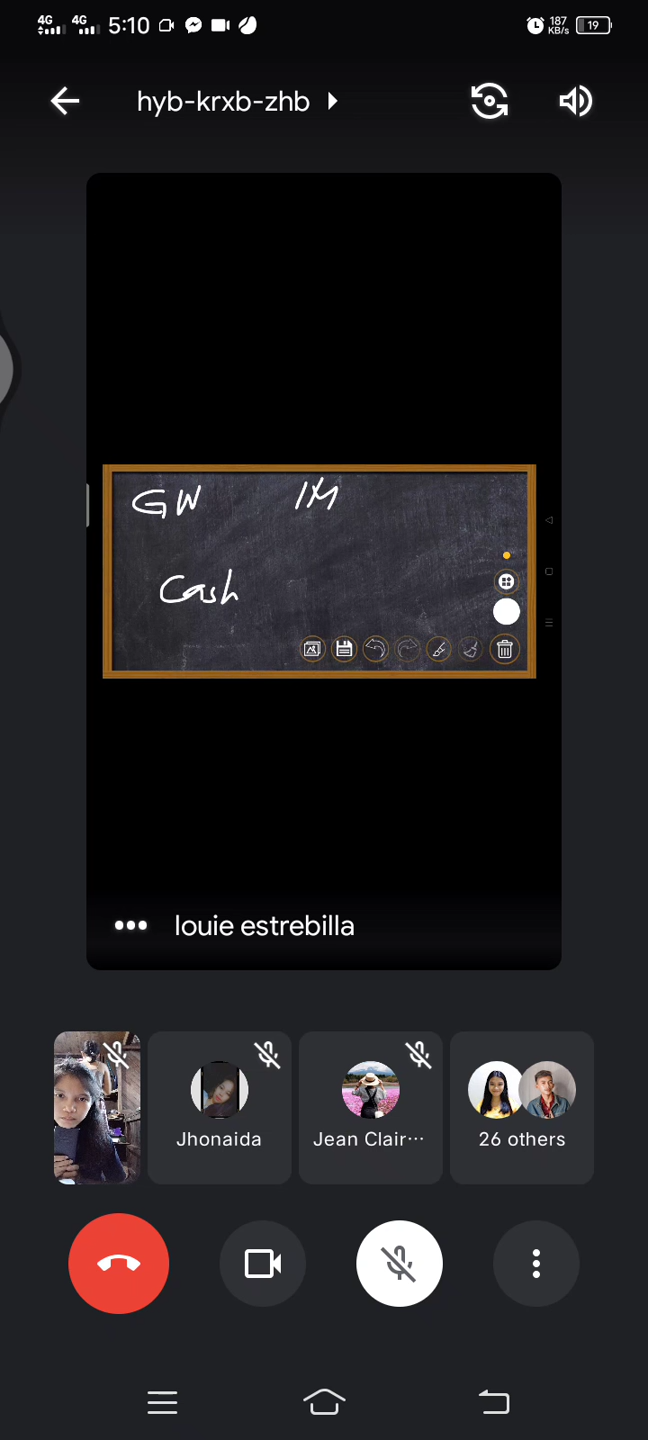 4G 4G 5:10 187 KB/s 19
hyb-krxb-zhb
GW 1M
Cash
louie estrebilla
Jhonaida Jean Clair... 26 others